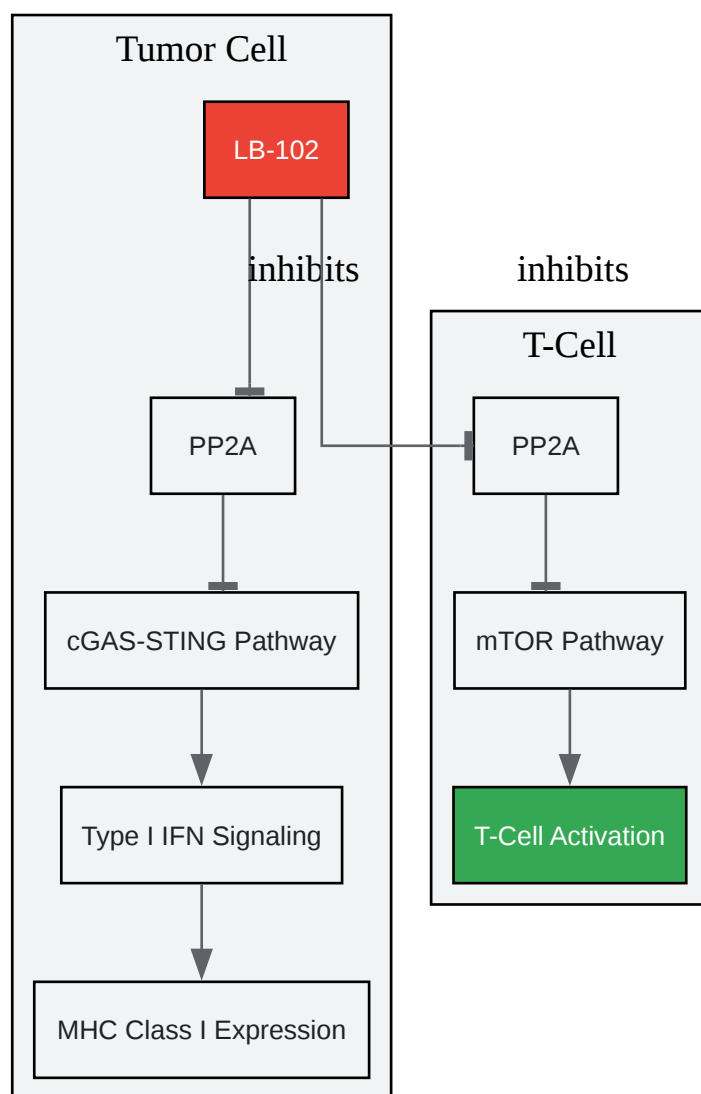 Tumor Cell
LB-102
inhibits
inhibits
T-Cell
PP2A
PP2A
cGAS-STING Pathway
mTOR Pathway
Type I IFN Signaling
T-Cell Activation
MHC Class I Expression